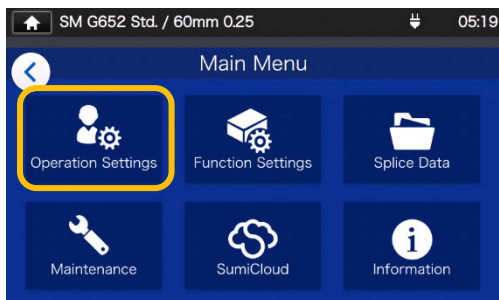 SM G652 Std. / 60mm 0.25 05:19
Main Menu
Operation Settings Function Settings Splice Data
Maintenance SumiCloud Information